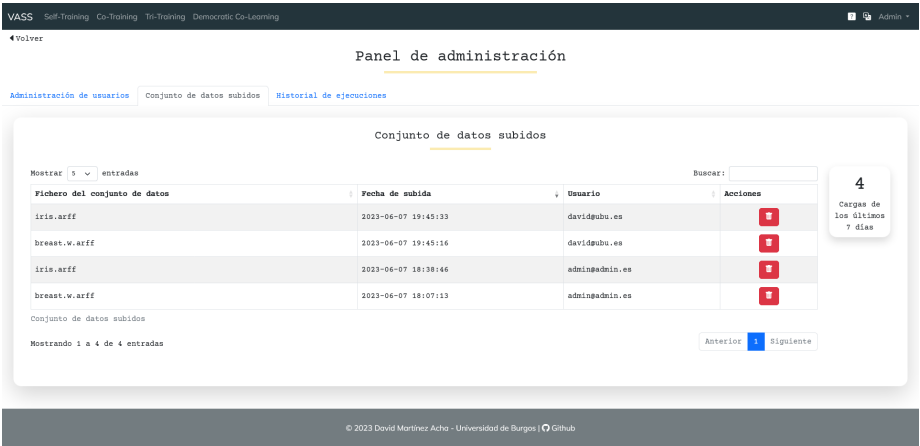 VASS Self-Training Co-Training Tri-Training Democratic Co-Learning Admin
Volver
Panel de administración
Administración de usuarios Conjunto de datos subidos Historial de ejecuciones
Conjunto de datos subidos
Mostrar 5 entradas Buscar:
Fichero del conjunto de datos Fecha de subida Usuario Acciones
iris.arff 2023-06-07 19:45:33 david@ubu.es
breast.w.arff 2023-06-07 19:45:16 david@ubu.es
iris.arff 2023-06-07 18:38:46 admin@admin.es
breast.w.arff 2023-06-07 18:07:13 admin@admin.es
Conjunto de datos subidos
Mostrando 1 a 4 de 4 entradas Anterior 1 Siguiente
4
Cargas de
los últimos
7 días
© 2023 David Martínez Acha - Universidad de Burgos | Github